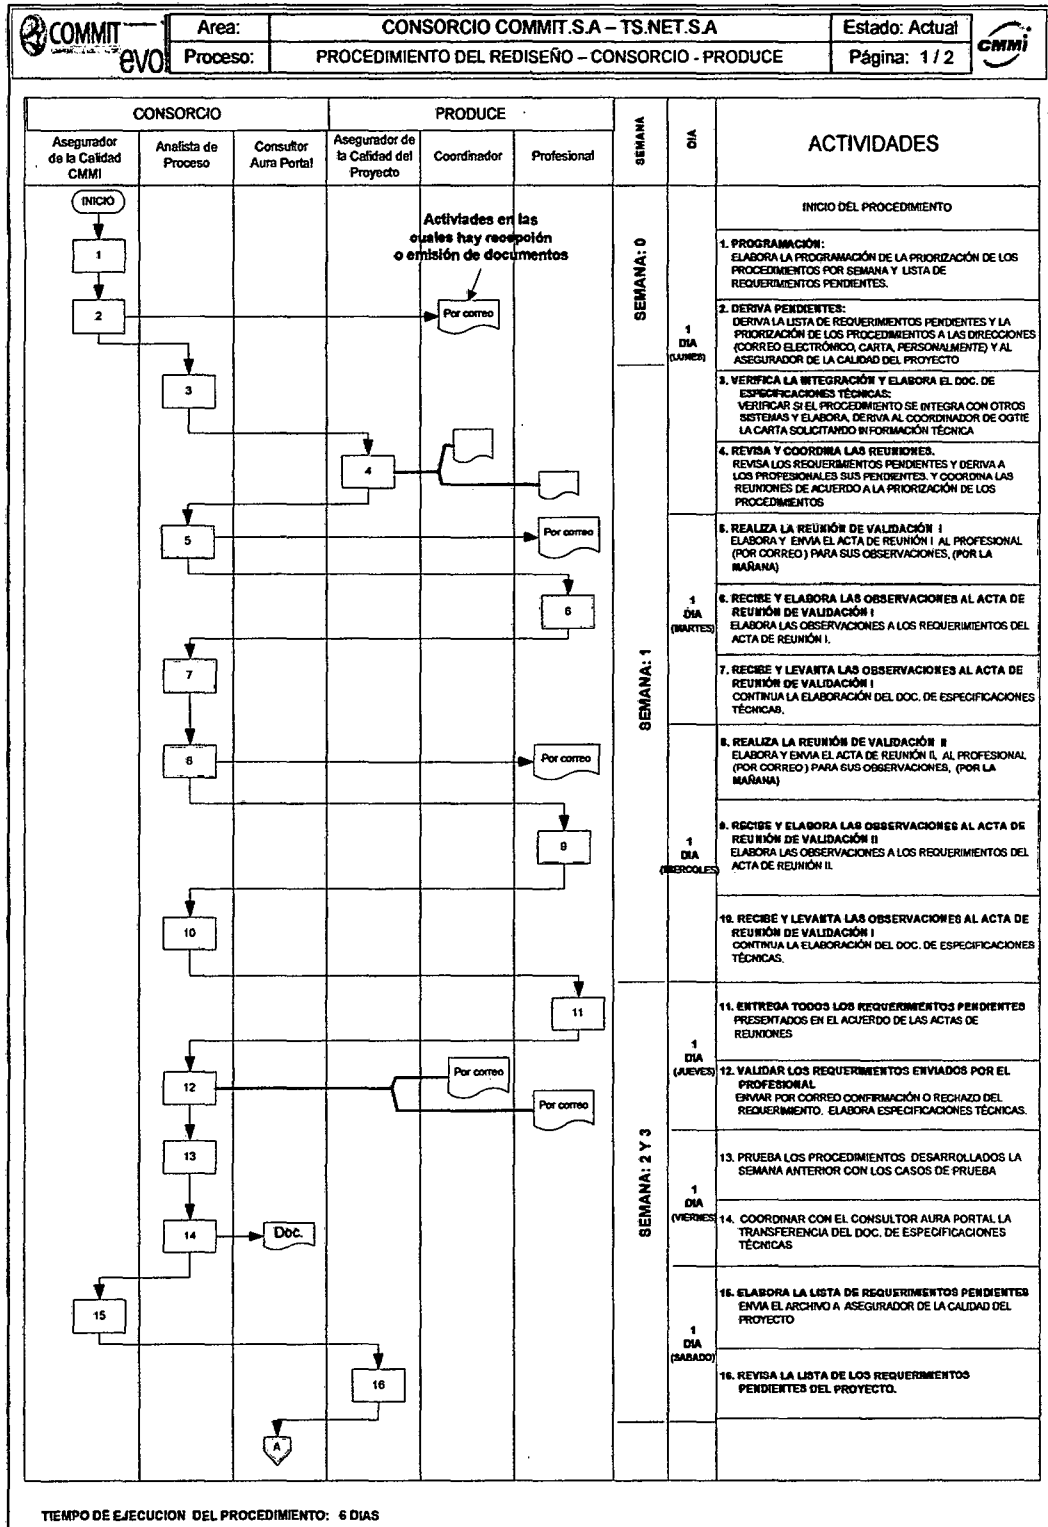 COMMIT
evol
Area:
CONSORCIO COMMIT.S.A – TS.NET.S.A
Estado: Actual
Proceso:
PROCEDIMIENTO DEL REDISEÑO – CONSORCIO - PRODUCE
Página: 1 / 2
CMMi
CONSORCIO
PRODUCE
SEMANA
DIA
ACTIVIDADES
Asegurador
de la Calidad
CMMI
Analista de
Proceso
Consultor
Aura Portal
Asegurador de
la Calidad del
Proyecto
Coordinador
Profesional
INICIO
INICIO DEL PROCEDIMIENTO
Activiades en las
cuales hay recepción
o emisión de documentos
SEMANA: 0
1
1. PROGRAMACIÓN:
ELABORA LA PROGRAMACIÓN DE LA PRIORIZACIÓN DE LOS
PROCEDIMIENTOS POR SEMANA Y LISTA DE
REQUERIMIENTOS PENDIENTES.
2
Por correo
1
DIA
(LUNES)
2. DERIVA PENDIENTES:
DERIVA LA LISTA DE REQUERIMIENTOS PENDIENTES Y LA
PRIORIZACIÓN DE LOS PROCEDIMIENTOS A LAS DIRECCIONES
(CORREO ELECTRÓNICO, CARTA, PERSONALMENTE) Y AL
ASEGURADOR DE LA CALIDAD DEL PROYECTO
3
3. VERIFICA LA INTEGRACIÓN Y ELABORA EL DOC. DE
ESPECIFICACIONES TÉCNICAS:
VERIFICAR SI EL PROCEDIMIENTO SE INTEGRA CON OTROS
SISTEMAS Y ELABORA, DERIVA AL COORDINADOR DE OGTIE
LA CARTA SOLICITANDO INFORMACIÓN TÉCNICA
4
4. REVISA Y COORDINA LAS REUNIONES.
REVISA LOS REQUERIMIENTOS PENDIENTES Y DERIVA A
LOS PROFESIONALES SUS PENDIENTES. Y COORDINA LAS
REUNIONES DE ACUERDO A LA PRIORIZACIÓN DE LOS
PROCEDIMIENTOS
5
Por correo
5. REALIZA LA REUNIÓN DE VALIDACIÓN I
ELABORA Y ENVIA EL ACTA DE REUNIÓN I AL PROFESIONAL
(POR CORREO ) PARA SUS OBSERVACIONES, (POR LA
MAÑANA)
6
1
DIA
(MARTES)
6. RECIBE Y ELABORA LAS OBSERVACIONES AL ACTA DE
REUNIÓN DE VALIDACIÓN I
ELABORA LAS OBSERVACIONES A LOS REQUERIMIENTOS DEL
ACTA DE REUNIÓN I.
7
SEMANA: 1
7. RECIBE Y LEVANTA LAS OBSERVACIONES AL ACTA DE
REUNIÓN DE VALIDACIÓN I
CONTINUA LA ELABORACIÓN DEL DOC. DE ESPECIFICACIONES
TÉCNICAS.
8
Por correo
8. REALIZA LA REUNIÓN DE VALIDACIÓN II
ELABORA Y ENVIA EL ACTA DE REUNIÓN II, AL PROFESIONAL
(POR CORREO ) PARA SUS OBSERVACIONES, (POR LA
MAÑANA)
9
1
DIA
(MIERCOLES)
9. RECIBE Y ELABORA LAS OBSERVACIONES AL ACTA DE
REUNIÓN DE VALIDACIÓN II
ELABORA LAS OBSERVACIONES A LOS REQUERIMIENTOS DEL
ACTA DE REUNIÓN II.
10
10. RECIBE Y LEVANTA LAS OBSERVACIONES AL ACTA DE
REUNIÓN DE VALIDACIÓN I
CONTINUA LA ELABORACIÓN DEL DOC. DE ESPECIFICACIONES
TÉCNICAS.
11
11. ENTREGA TODOS LOS REQUERIMIENTOS PENDIENTES
PRESENTADOS EN EL ACUERDO DE LAS ACTAS DE
REUNIONES
12
Por correo
Por correo
1
DIA
(JUEVES)
12. VALIDAR LOS REQUERIMIENTOS ENVIADOS POR EL
PROFESIONAL
ENVIAR POR CORREO CONFIRMACIÓN O RECHAZO DEL
REQUERIMIENTO. ELABORA ESPECIFICACIONES TÉCNICAS.
SEMANA: 2 Y 3
13
13. PRUEBA LOS PROCEDIMIENTOS DESARROLLADOS LA
SEMANA ANTERIOR CON LOS CASOS DE PRUEBA
14
Doc.
1
DIA
(VIERNES)
14. COORDINAR CON EL CONSULTOR AURA PORTAL LA
TRANSFERENCIA DEL DOC. DE ESPECIFICACIONES
TÉCNICAS
15
15. ELABORA LA LISTA DE REQUERIMIENTOS PENDIENTES
ENVIA EL ARCHIVO A ASEGURADOR DE LA CALIDAD DEL
PROYECTO
16
1
DIA
(SABADO)
16. REVISA LA LISTA DE LOS REQUERIMIENTOS
PENDIENTES DEL PROYECTO.
A
TIEMPO DE EJECUCION DEL PROCEDIMIENTO: 6 DIAS